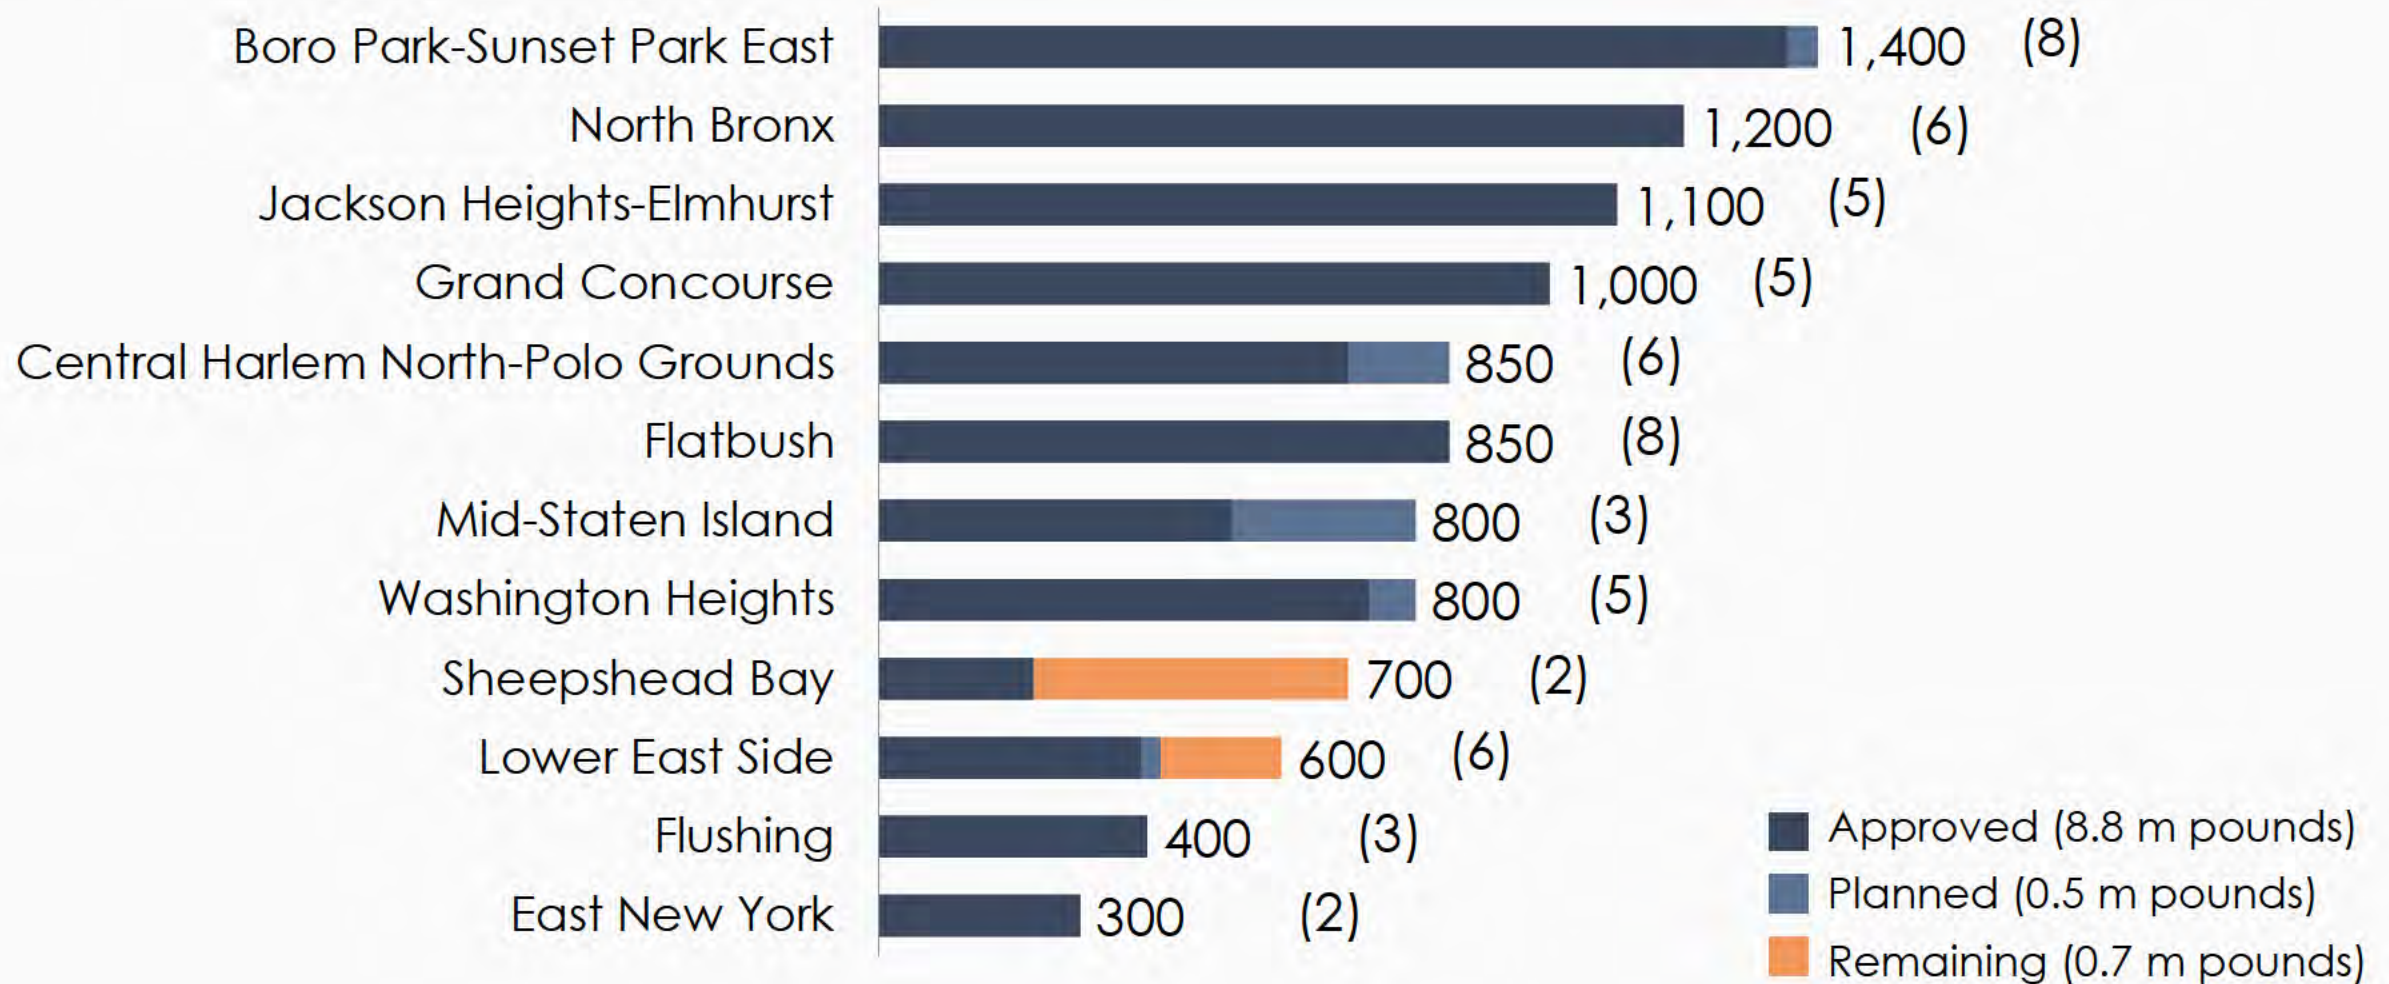 Boro Park-Sunset Park East 1,400 (8)
North Bronx 1,200 (6)
Jackson Heights-Elmhurst 1,100 (5)
Grand Concourse 1,000 (5)
Central Harlem North-Polo Grounds 850 (6)
Flatbush 850 (8)
Mid-Staten Island 800 (3)
Washington Heights 800 (5)
Sheepshead Bay 700 (2)
Lower East Side 600 (6)
Flushing 400 (3)
East New York 300 (2)
Approved (8.8 m pounds)
Planned (0.5 m pounds)
Remaining (0.7 m pounds)